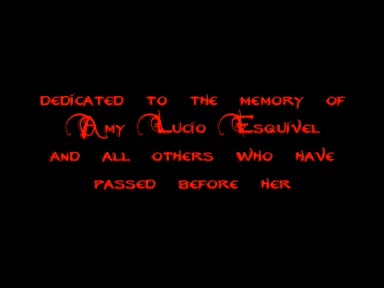 DEDICATED TO THE MEMORY OF
AMY LUCIO ESQUIVEL
AND ALL OTHERS WHO HAVE
PASSED BEFORE HER